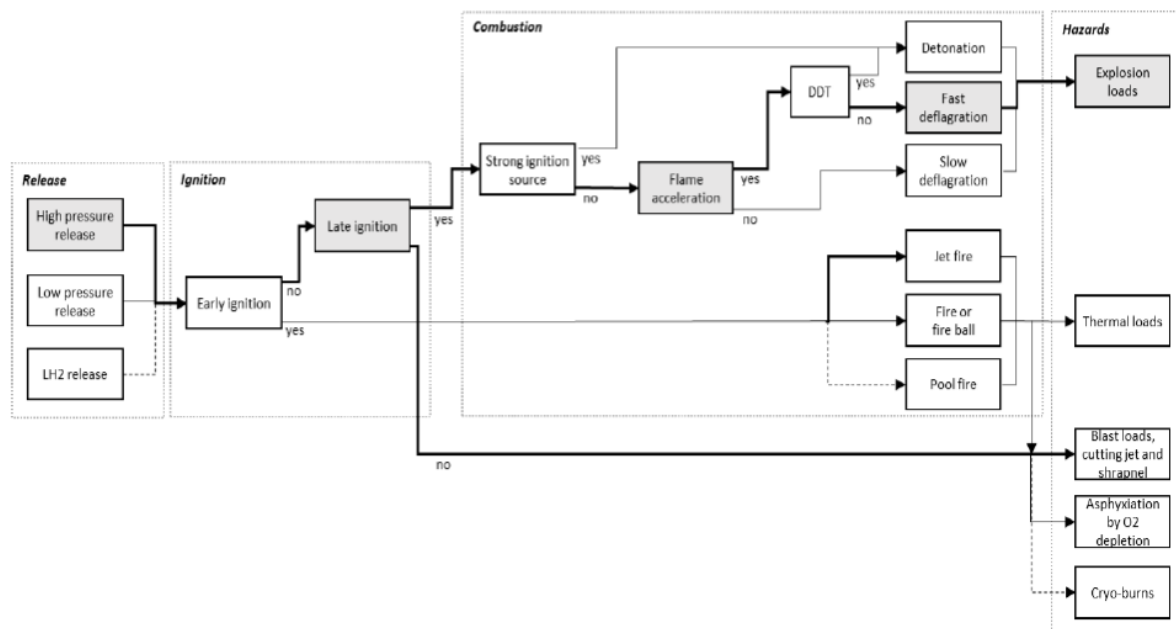 Combustion
Hazards
Detonation
Explosion
loads
yes
DDT
Fast
deflagration
no
Strong ignition
source
yes
Slow
deflagration
Release
Ignition
Flame
acceleration
yes
no
no
High pressure
release
Late ignition
yes
Jet fire
Early ignition
no
Low pressure
release
yes
Fire or
fire ball
Thermal loads
LH2 release
Pool fire
no
Blast loads,
cutting jet and
shrapnel
Asphyxiation
by O2
depletion
Cryo-burns